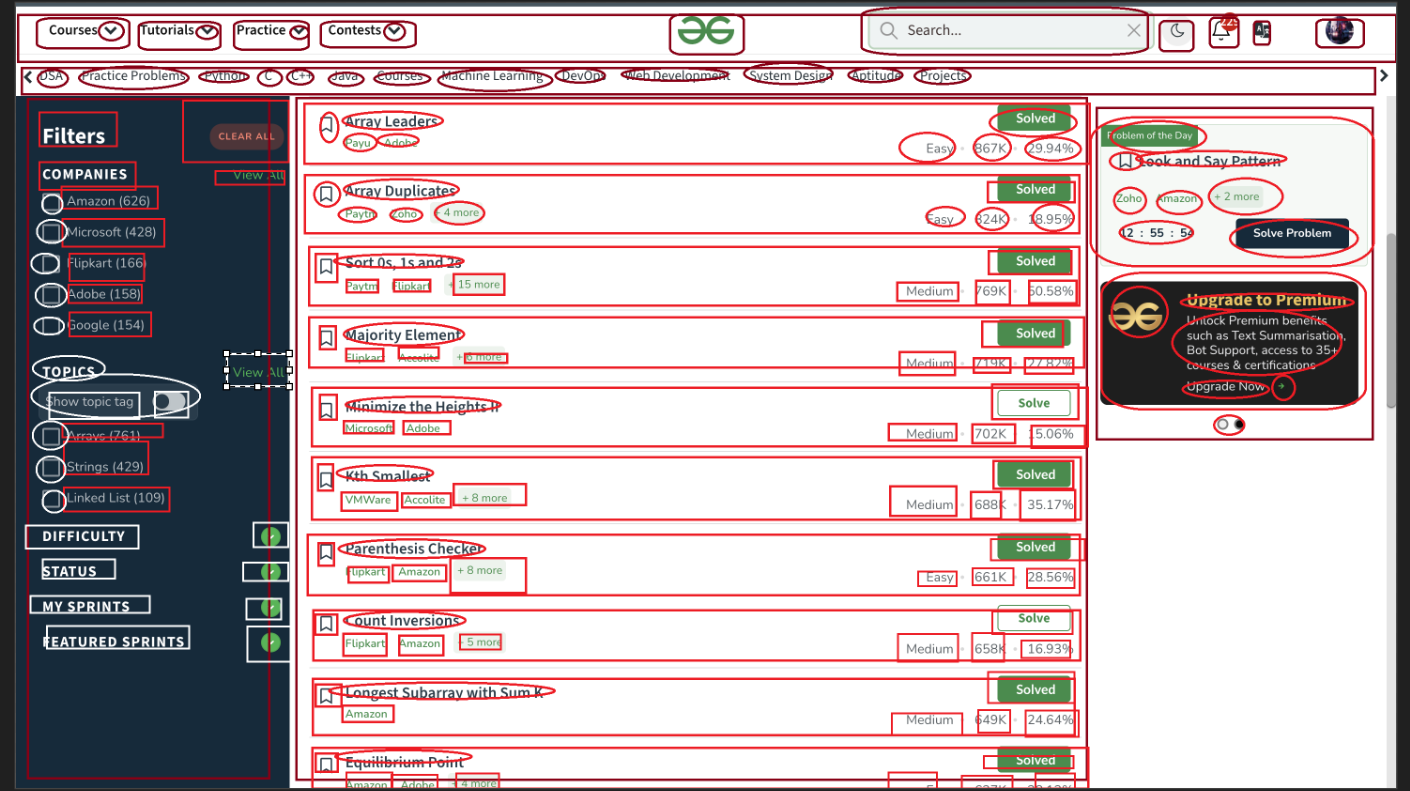 Courses Tutorials Practice Contests Search...
DSA Practice Problems Python C C++ Java Courses Machine Learning DevOps Web Development System Design Aptitude Projects
Filters CLEAR ALL
COMPANIES View All
Amazon (626)
Microsoft (428)
Flipkart (166)
Adobe (158)
Google (154)
TOPICS View All
Show topic tag
Arrays (761)
Strings (429)
Linked List (109)
DIFFICULTY
STATUS
MY SPRINTS
FEATURED SPRINTS
Array Leaders Solved
Payu Adobe Easy 867K 29.94%
Array Duplicates Solved
Paytm Zoho + 4 more Easy 824K 18.95%
Sort 0s, 1s and 2s Solved
Paytm Flipkart + 15 more Medium 769K 50.58%
Majority Element Solved
Flipkart Accolite + 6 more Medium 719K 27.82%
Minimize the Heights II Solve
Microsoft Adobe Medium 702K 15.06%
Kth Smallest Solved
VMWare Accolite + 8 more Medium 688K 35.17%
Parenthesis Checker Solved
Flipkart Amazon + 8 more Easy 661K 28.56%
Count Inversions Solve
Flipkart Amazon + 5 more Medium 658K 16.93%
Longest Subarray with Sum K Solved
Amazon Medium 649K 24.64%
Equilibrium Point Solved
Amazon Adobe + 4 more
Problem of the Day
Look and Say Pattern
Zoho Amazon + 2 more
12 : 55 : 54 Solve Problem
Upgrade to Premium
Unlock Premium benefits
such as Text Summarisation,
Bot Support, access to 35+
courses & certifications
Upgrade Now